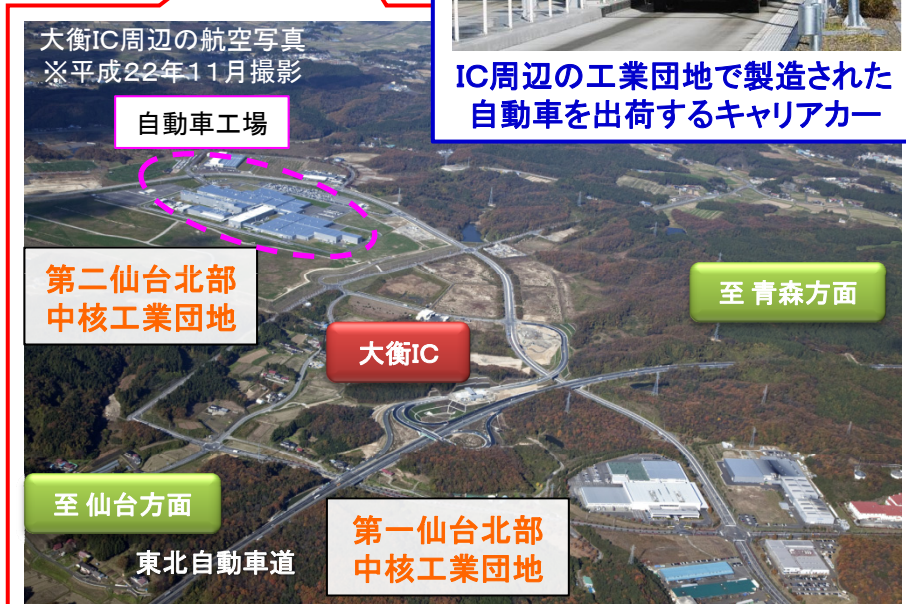 大衡IC周辺の航空写真
※平成22年11月撮影
IC周辺の工業団地で製造された
自動車を出荷するキャリアカー
自動車工場
第二仙台北部
中核工業団地
至 青森方面
大衡IC
至 仙台方面
東北自動車道
第一仙台北部
中核工業団地